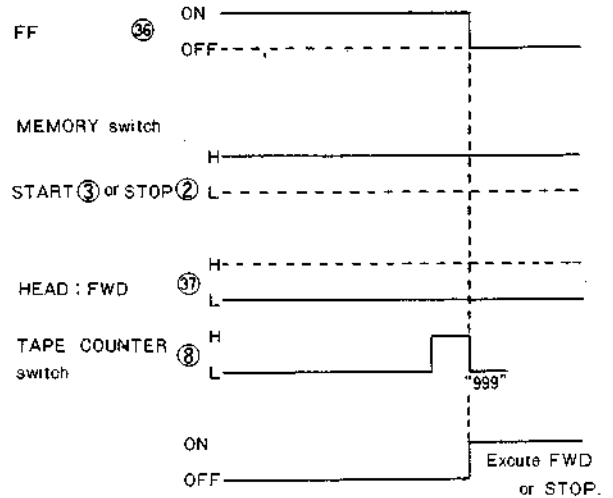 ON
FF ㊱
OFF
MEMORY switch
H
START ③ or STOP ② L
H
HEAD : FWD ㊲
L
H
TAPE COUNTER ⑧
switch
L
"999"
ON
Excute FWD
OFF
or STOP.